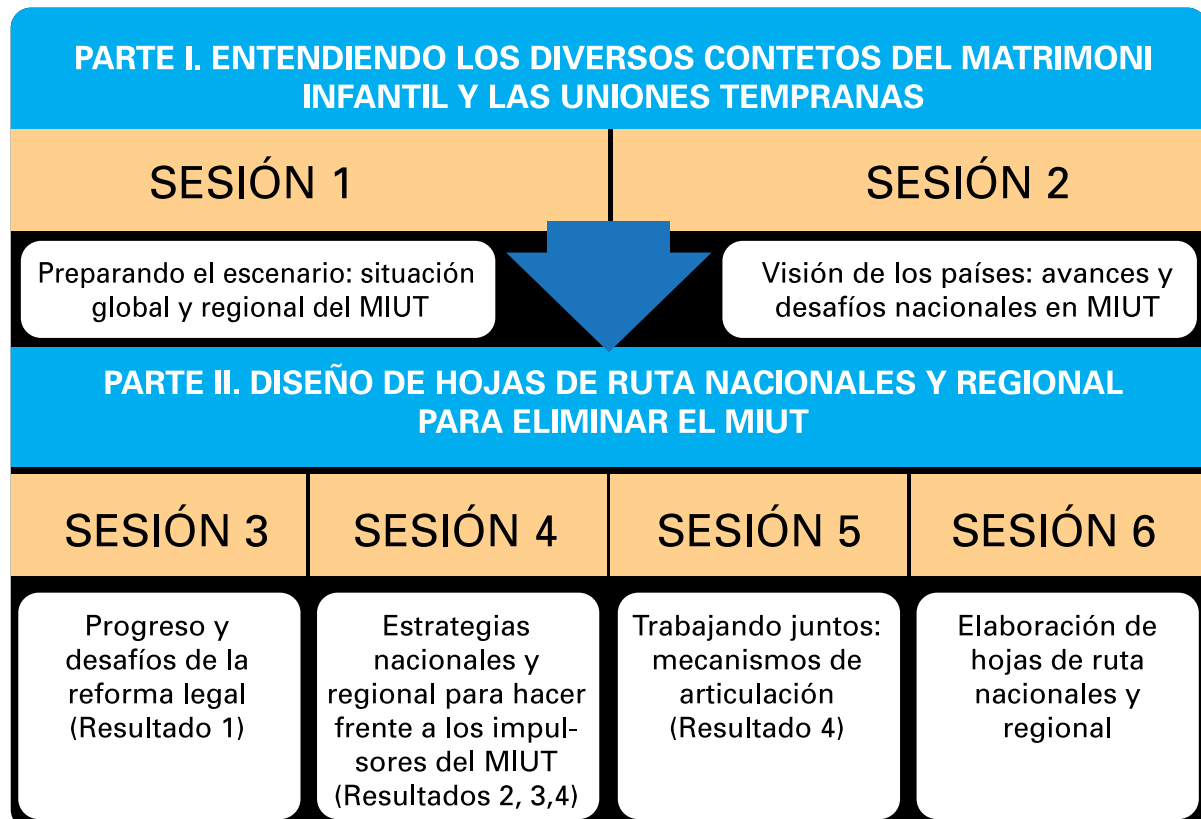 PARTE I. ENTENDIENDO LOS DIVERSOS CONTETOS DEL MATRIMONI
INFANTIL Y LAS UNIONES TEMPRANAS
SESIÓN 1
SESIÓN 2
Preparando el escenario: situación
global y regional del MIUT
Visión de los países: avances y
desafíos nacionales en MIUT
PARTE II. DISEÑO DE HOJAS DE RUTA NACIONALES Y REGIONAL
PARA ELIMINAR EL MIUT
SESIÓN 3
SESIÓN 4
SESIÓN 5
SESIÓN 6
Progreso y
desafíos de la
reforma legal
(Resultado 1)
Estrategias
nacionales y
regional para hacer
frente a los impul-
sores del MIUT
(Resultados 2, 3,4)
Trabajando juntos:
mecanismos de
articulación
(Resultado 4)
Elaboración de
hojas de ruta
nacionales y
regional